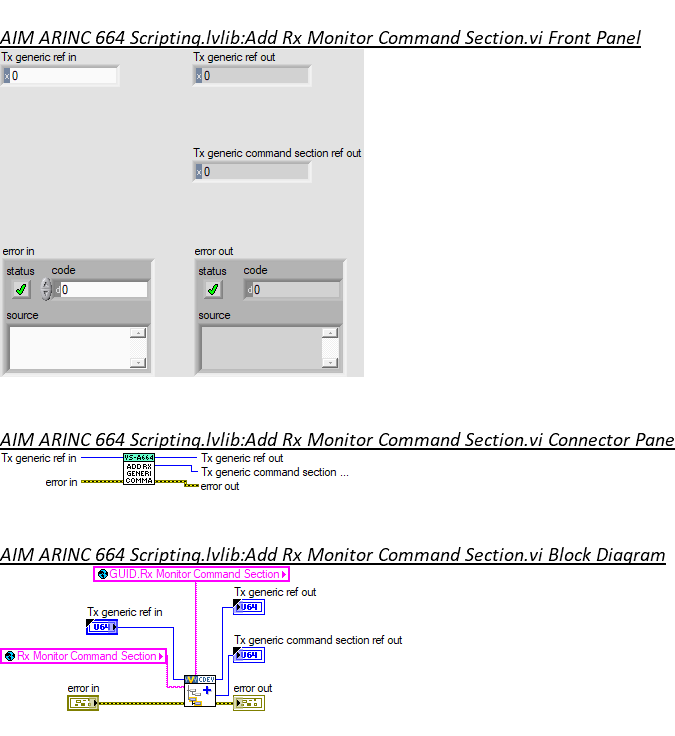 AIM ARINC 664 Scripting.lvlib:Add Rx Monitor Command Section.vi Front Panel
Tx generic ref in
Tx generic ref out
x 0
x 0
Tx generic command section ref out
x 0
error in
error out
status code
status code
d 0
d 0
source
source
AIM ARINC 664 Scripting.lvlib:Add Rx Monitor Command Section.vi Connector Pane
Tx generic ref in
VS-A664
Tx generic ref out
ADD RX
Tx generic command section ...
GENERI
error in
COMMA
error out
AIM ARINC 664 Scripting.lvlib:Add Rx Monitor Command Section.vi Block Diagram
GUID.Rx Monitor Command Section
Tx generic ref out
U64
Tx generic ref in
U64
Tx generic command section ref out
U64
Rx Monitor Command Section
CDEV
error in
error out